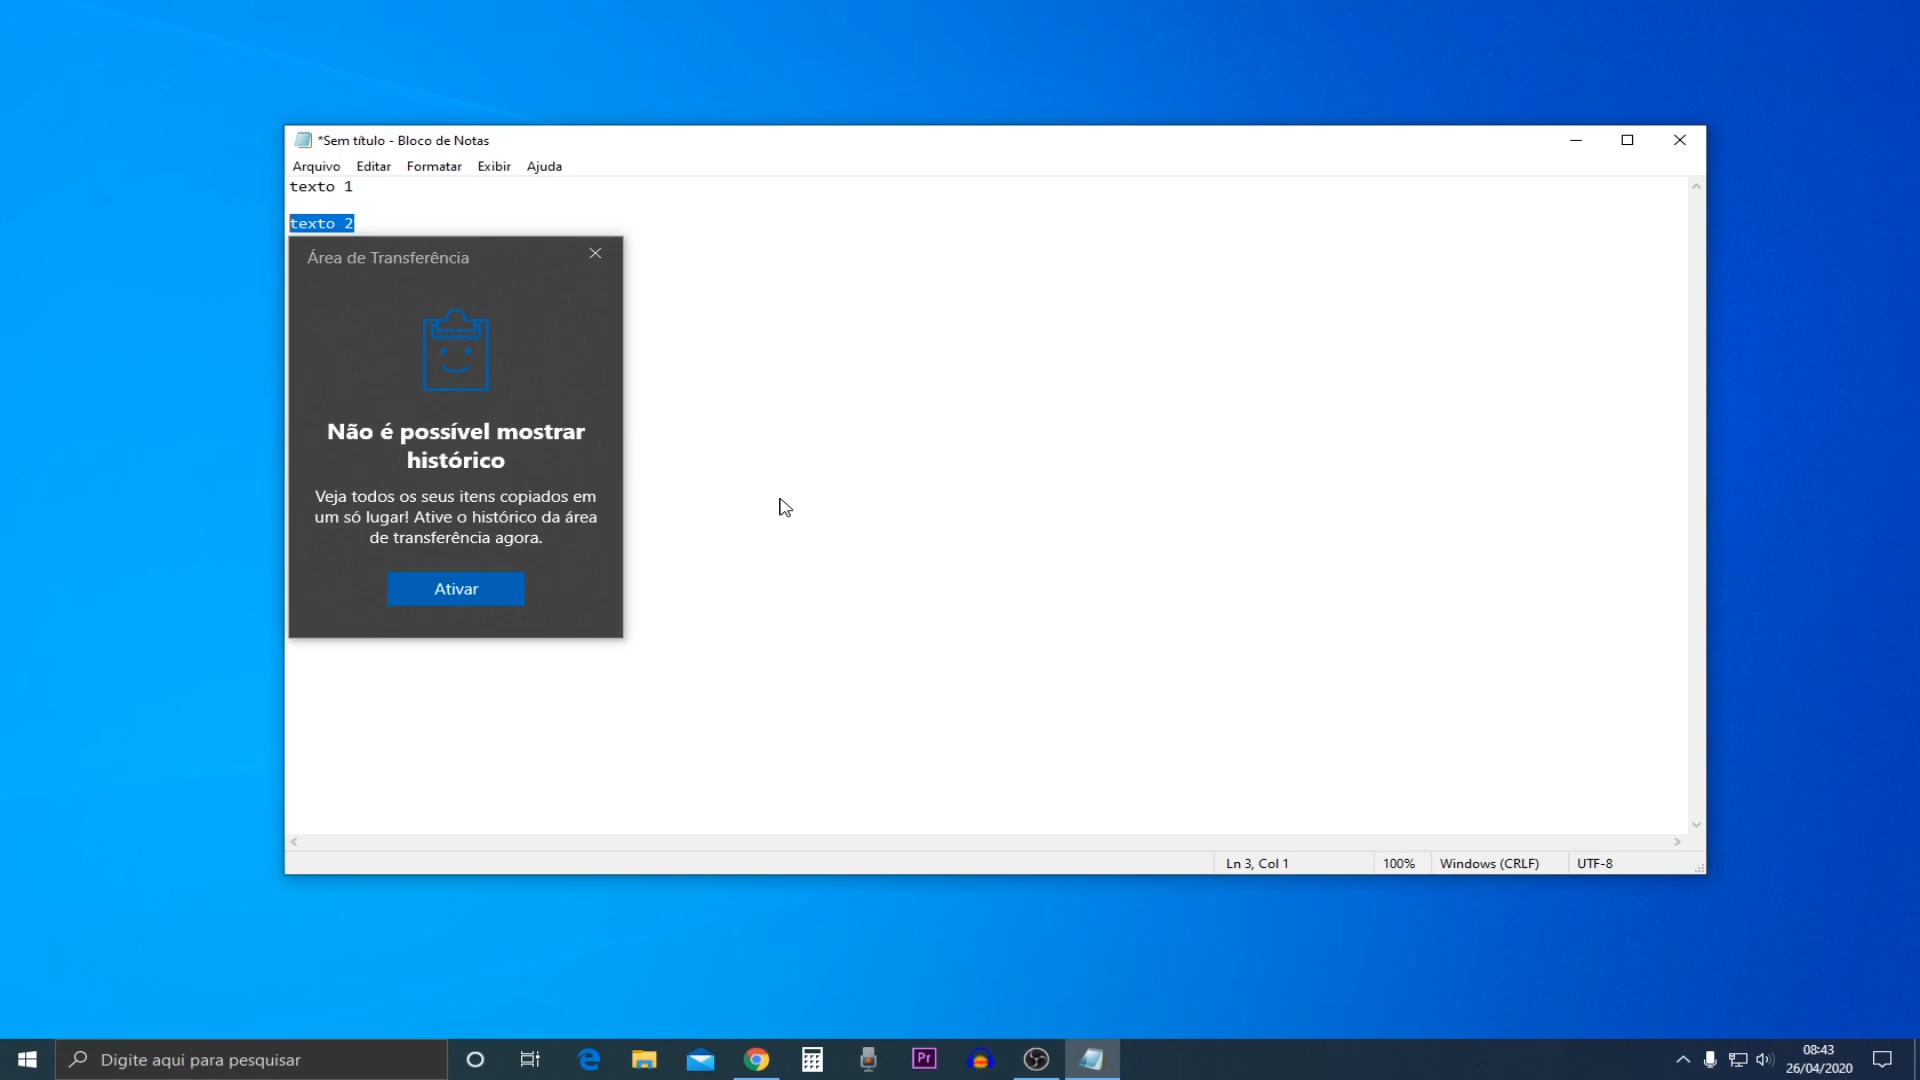 *Sem título - Bloco de Notas
Arquivo Editar Formatar Exibir Ajuda
texto 1
texto 2
Área de Transferência
Não é possível mostrar
histórico
Veja todos os seus itens copiados em
um só lugar! Ative o histórico da área
de transferência agora.
Ativar
Ln 3, Col 1 100% Windows (CRLF) UTF-8
Digite aqui para pesquisar
Pr
08:43
26/04/2020